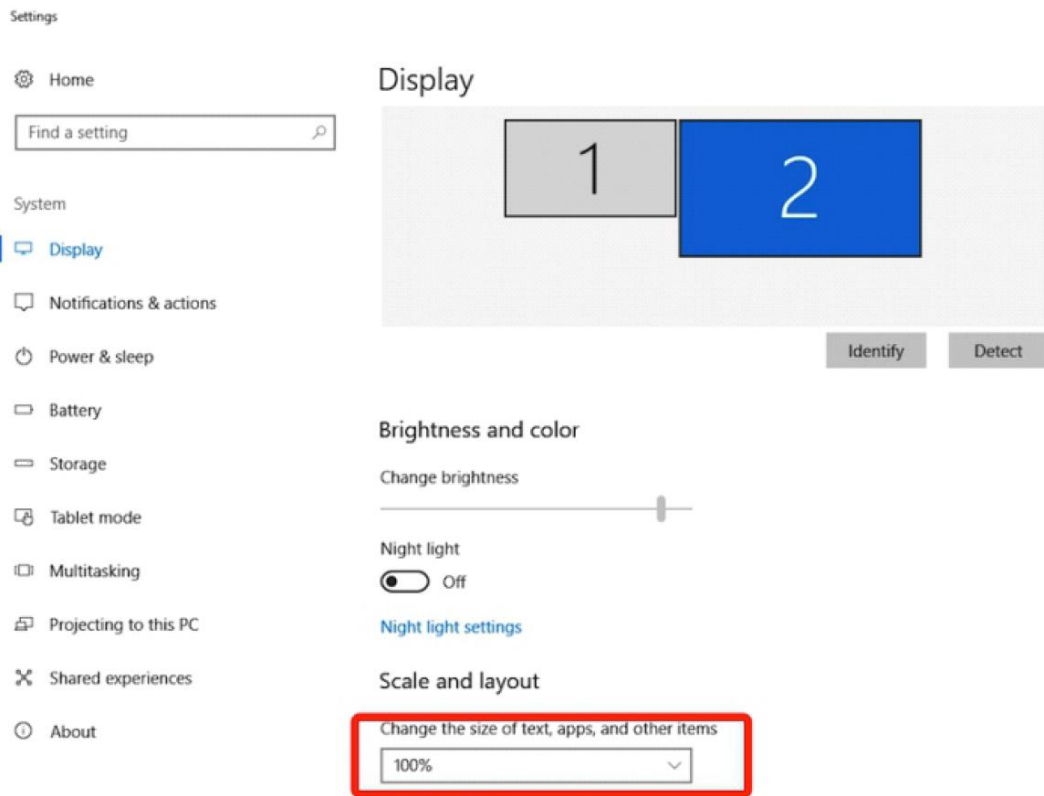 Settings
Home
Find a setting
System
Display
Notifications & actions
Power & sleep
Battery
Storage
Tablet mode
Multitasking
Projecting to this PC
Shared experiences
About
Display
1
2
Identify
Detect
Brightness and color
Change brightness
Night light
Off
Night light settings
Scale and layout
Change the size of text, apps, and other items
100%